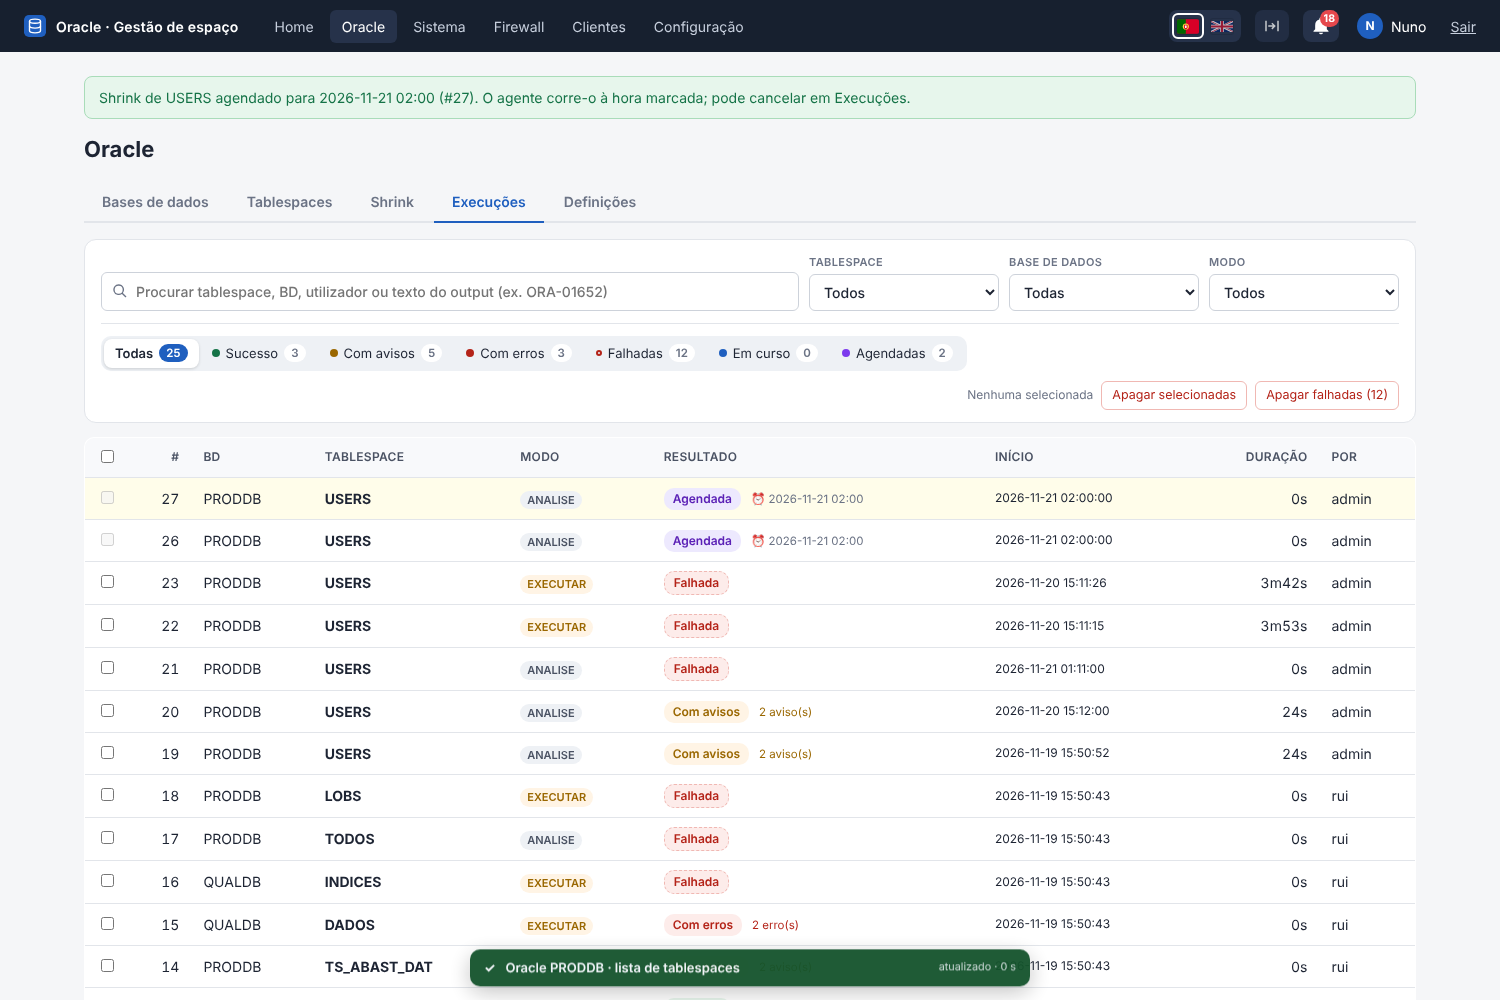 Oracle · Gestão de espaço Home Oracle Sistema Firewall Clientes Configuração 18 N Nuno Sair
Shrink de USERS agendado para 2026-11-21 02:00 (#27). O agente corre-o à hora marcada; pode cancelar em Execuções.
Oracle
Bases de dados Tablespaces Shrink Execuções Definições
TABLESPACE BASE DE DADOS MODO
Procurar tablespace, BD, utilizador ou texto do output (ex. ORA-01652) Todos Todas Todos
Todas 25 Sucesso 3 Com avisos 5 Com erros 3 Falhadas 12 Em curso 0 Agendadas 2
Nenhuma selecionada Apagar selecionadas Apagar falhadas (12)
# BD TABLESPACE MODO RESULTADO INÍCIO DURAÇÃO POR
27 PRODDB USERS ANALISE Agendada ⏰ 2026-11-21 02:00 2026-11-21 02:00:00 0s admin
26 PRODDB USERS ANALISE Agendada ⏰ 2026-11-21 02:00 2026-11-21 02:00:00 0s admin
23 PRODDB USERS EXECUTAR Falhada 2026-11-20 15:11:26 3m42s admin
22 PRODDB USERS EXECUTAR Falhada 2026-11-20 15:11:15 3m53s admin
21 PRODDB USERS ANALISE Falhada 2026-11-21 01:11:00 0s admin
20 PRODDB USERS ANALISE Com avisos 2 aviso(s) 2026-11-20 15:12:00 24s admin
19 PRODDB USERS ANALISE Com avisos 2 aviso(s) 2026-11-19 15:50:52 24s admin
18 PRODDB LOBS EXECUTAR Falhada 2026-11-19 15:50:43 0s rui
17 PRODDB TODOS ANALISE Falhada 2026-11-19 15:50:43 0s rui
16 QUALDB INDICES EXECUTAR Falhada 2026-11-19 15:50:43 0s rui
15 QUALDB DADOS EXECUTAR Com erros 2 erro(s) 2026-11-19 15:50:43 0s rui
14 PRODDB TS_ABAST_DAT 11-19 15:50:43 0s rui
✓ Oracle PRODDB · lista de tablespaces atualizado · 0 s